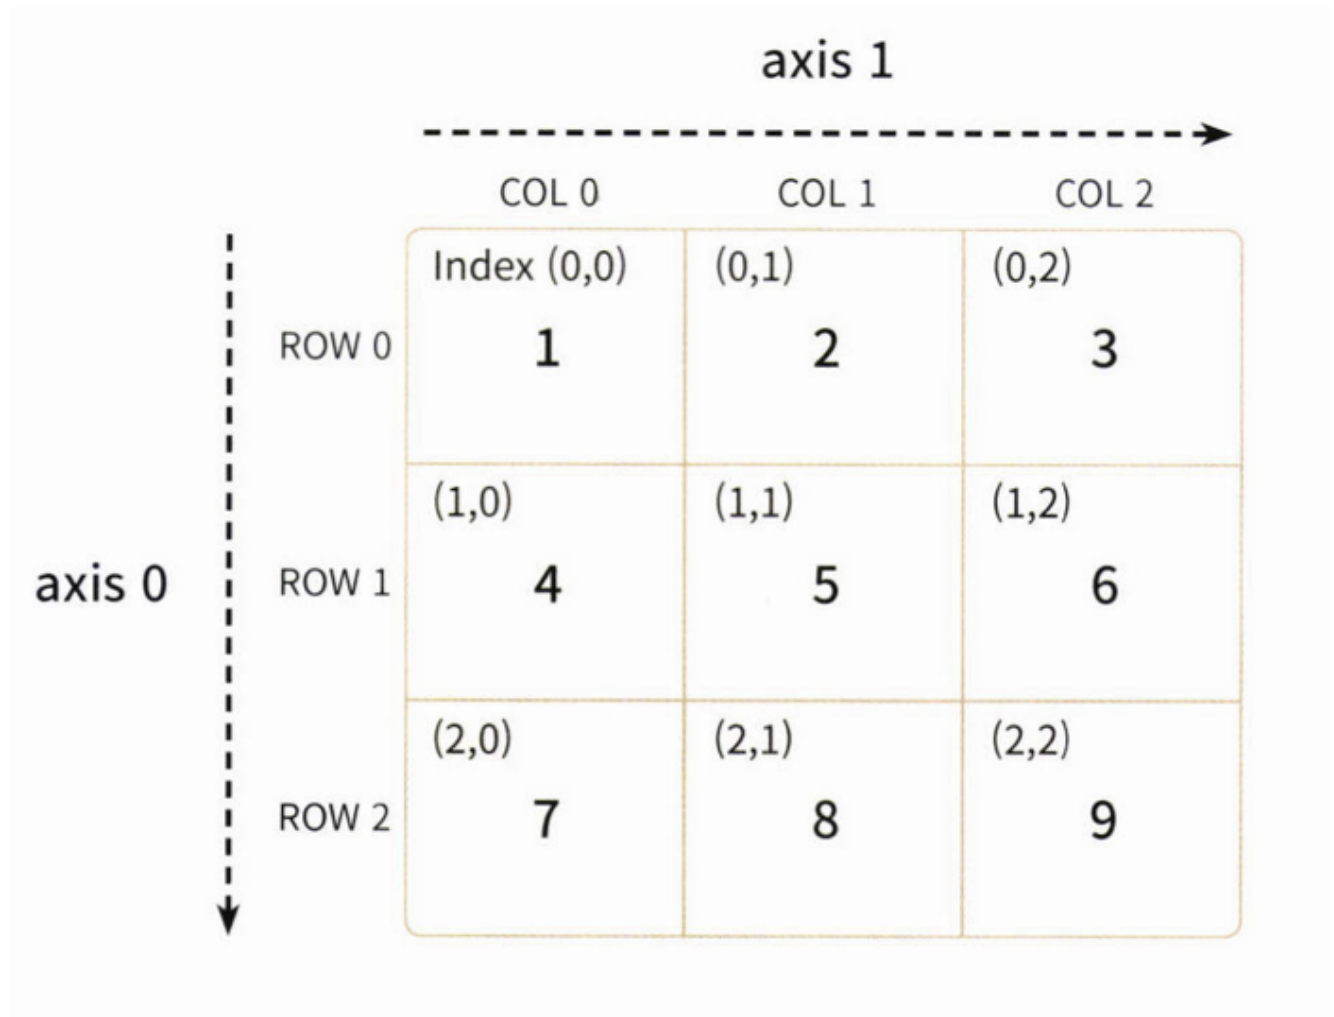 axis 1
COL 0 COL 1 COL 2
Index (0,0) (0,1) (0,2)
ROW 0 1 2 3
(1,0) (1,1) (1,2)
axis 0 ROW 1 4 5 6
(2,0) (2,1) (2,2)
ROW 2 7 8 9